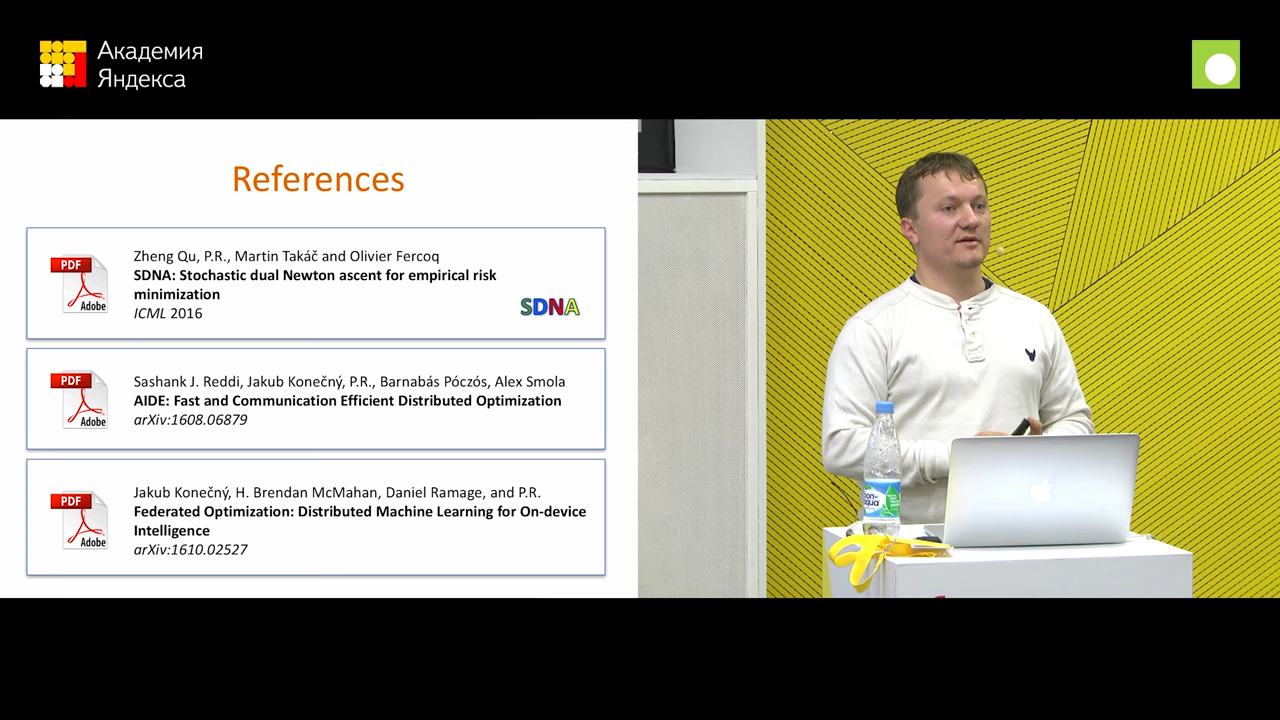 Академия
Яндекса
References
PDF
Adobe
Zheng Qu, P.R., Martin Takáč and Olivier Fercoq
SDNA: Stochastic dual Newton ascent for empirical risk
minimization
ICML 2016
SDNA
PDF
Adobe
Sashank J. Reddi, Jakub Konečný, P.R., Barnabás Póczós, Alex Smola
AIDE: Fast and Communication Efficient Distributed Optimization
arXiv:1608.06879
PDF
Adobe
Jakub Konečný, H. Brendan McMahan, Daniel Ramage, and P.R.
Federated Optimization: Distributed Machine Learning for On-device
Intelligence
arXiv:1610.02527